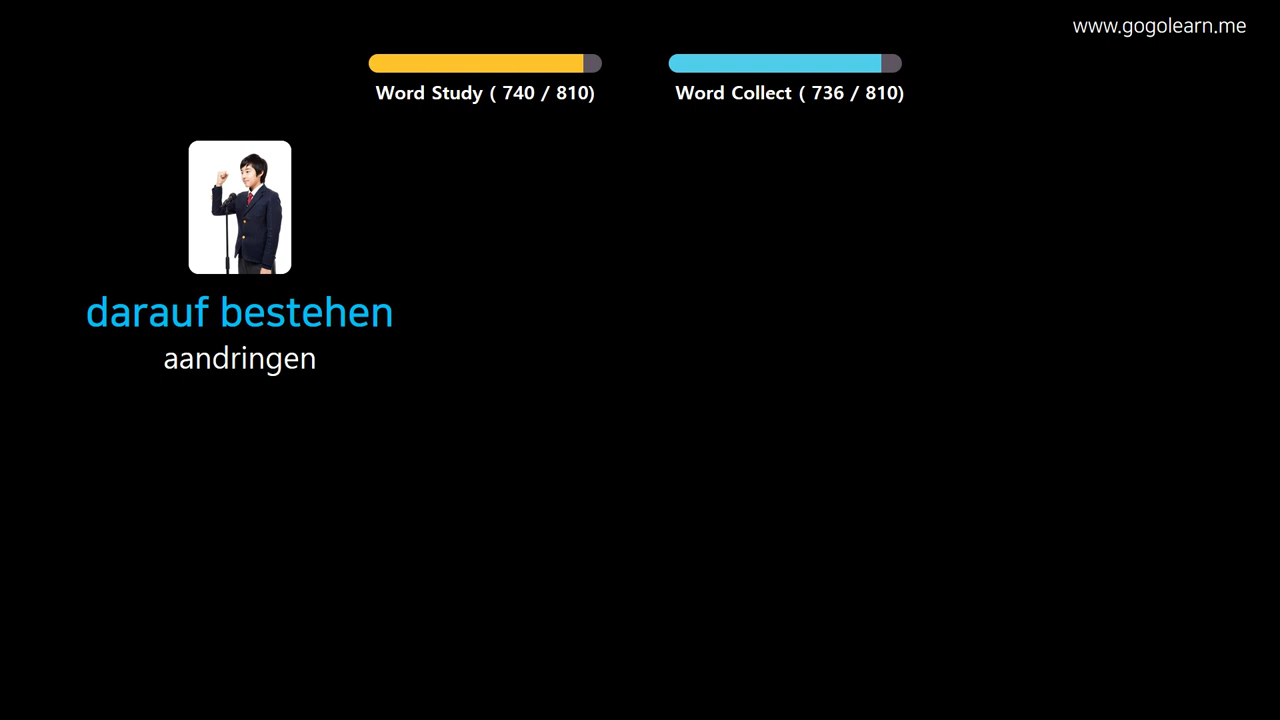 www.gogolearn.me
Word Study ( 740 / 810)
Word Collect ( 736 / 810)
darauf bestehen
aandringen